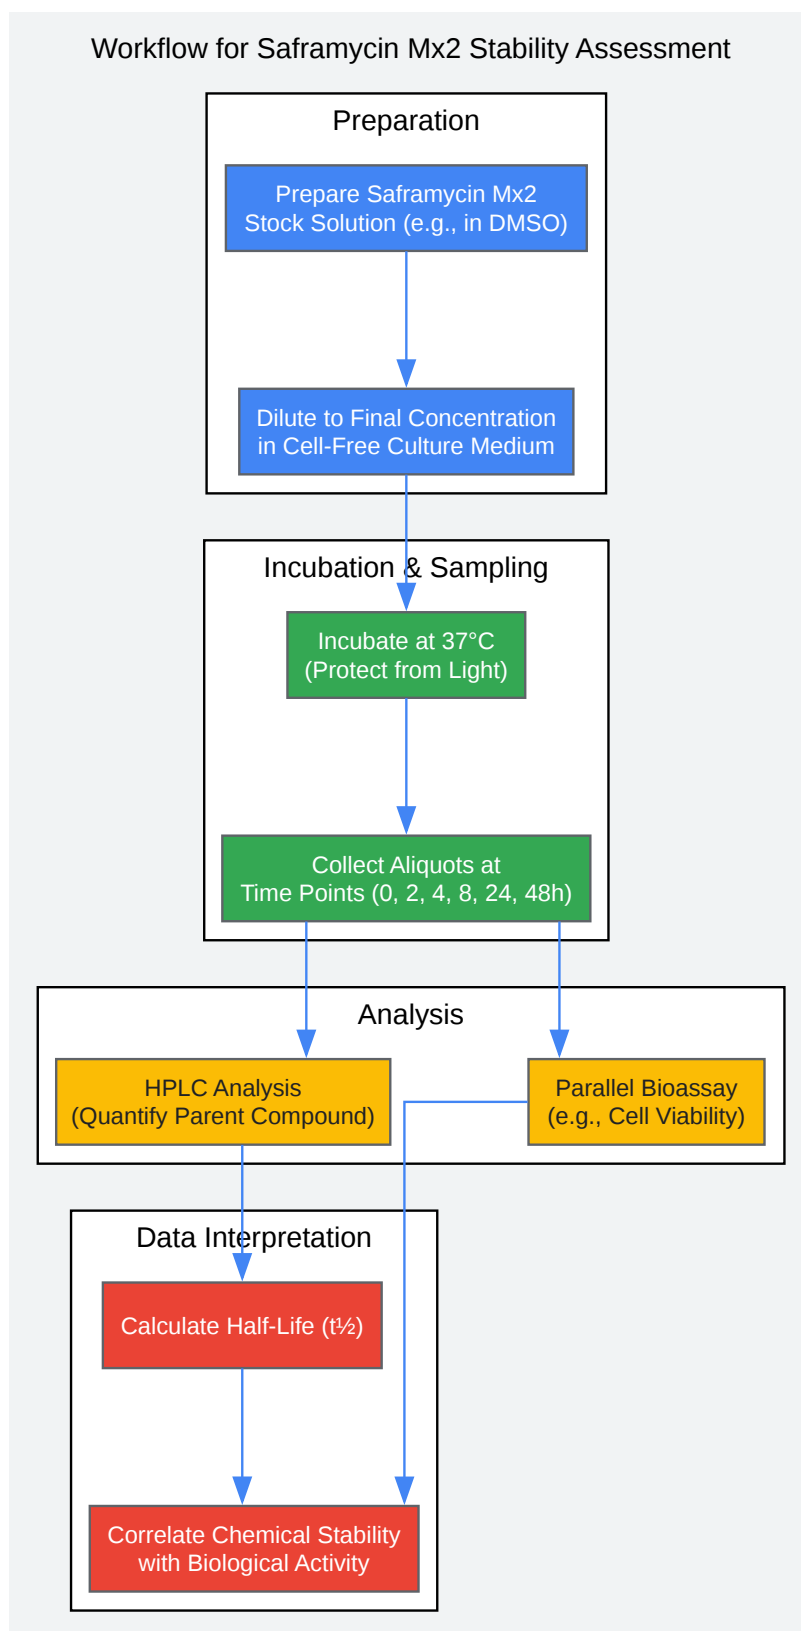 Workflow for Saframycin Mx2 Stability Assessment
Preparation
Prepare Saframycin Mx2
Stock Solution (e.g., in DMSO)
Dilute to Final Concentration
in Cell-Free Culture Medium
Incubation & Sampling
Incubate at 37°C
(Protect from Light)
Collect Aliquots at
Time Points (0, 2, 4, 8, 24, 48h)
Analysis
HPLC Analysis
(Quantify Parent Compound)
Parallel Bioassay
(e.g., Cell Viability)
Data Interpretation
Calculate Half-Life (t½)
Correlate Chemical Stability
with Biological Activity